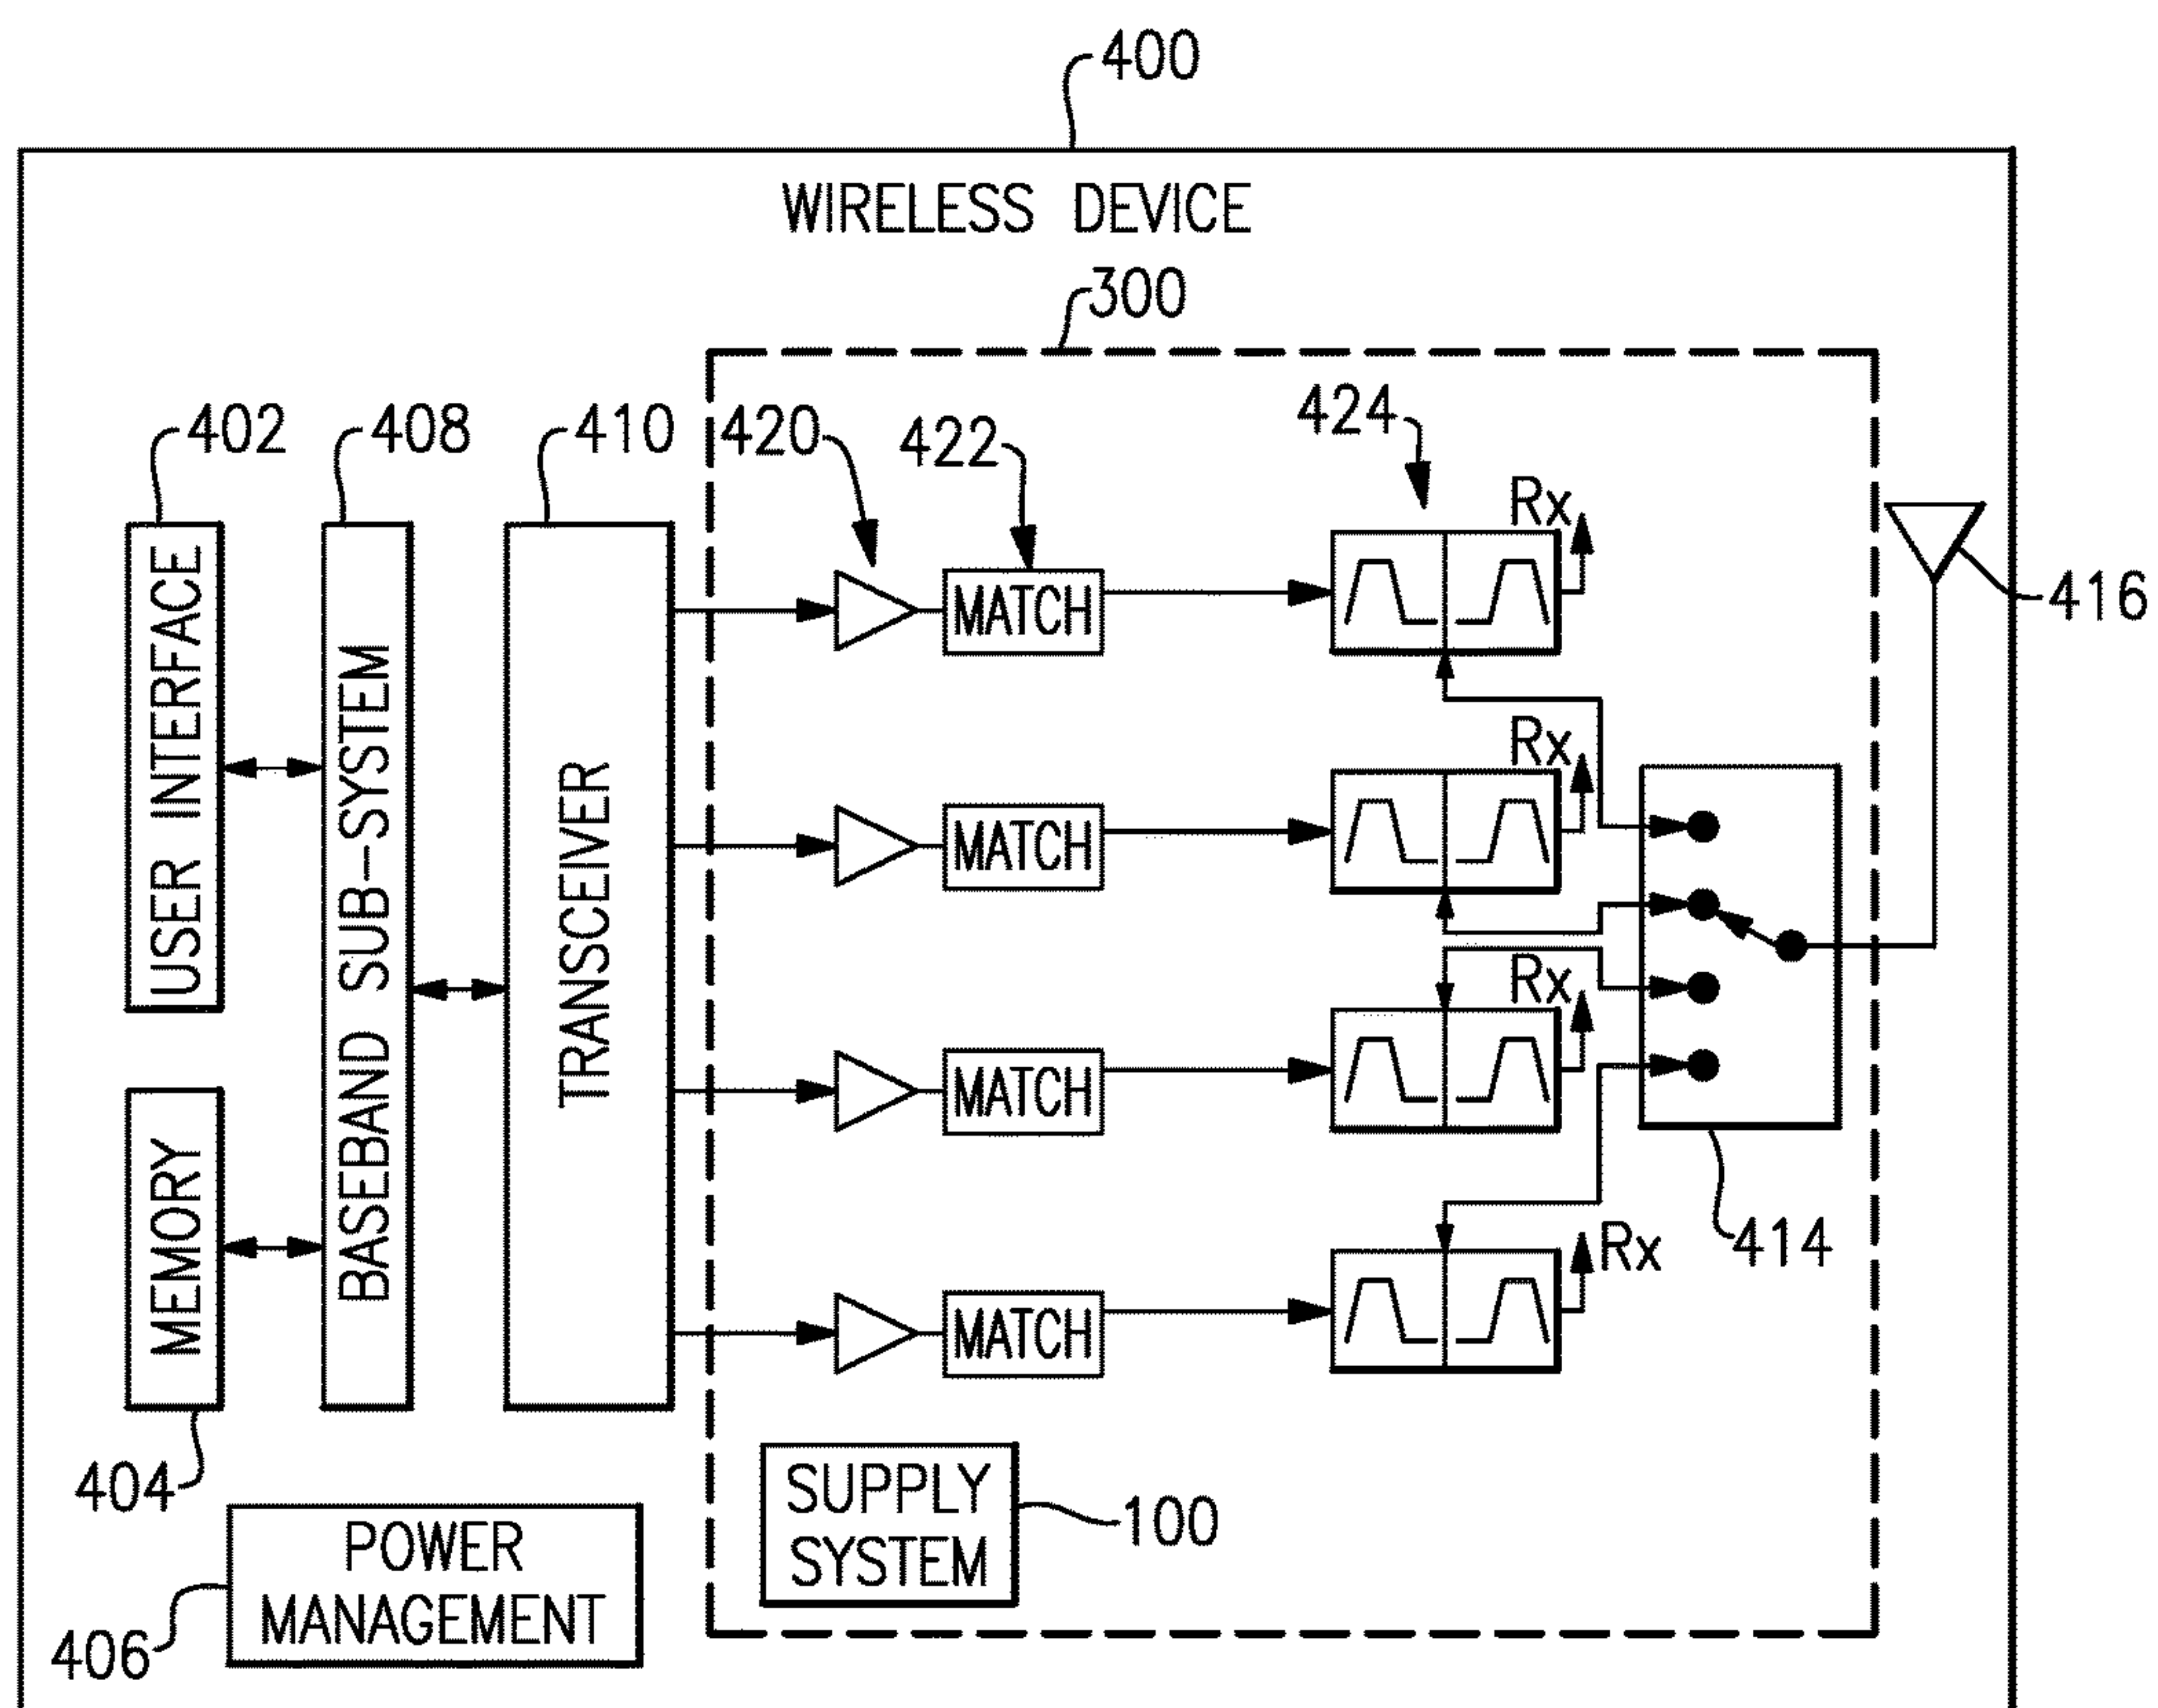 400
WIRELESS DEVICE
300
402
408
410
420
422
424
Rx
416
USER INTERFACE
BASEBAND SUB-SYSTEM
TRANSCEIVER
MATCH
Rx
MATCH
Rx
MATCH
MEMORY
Rx
414
MATCH
404
SUPPLY
SYSTEM
100
POWER
MANAGEMENT
406